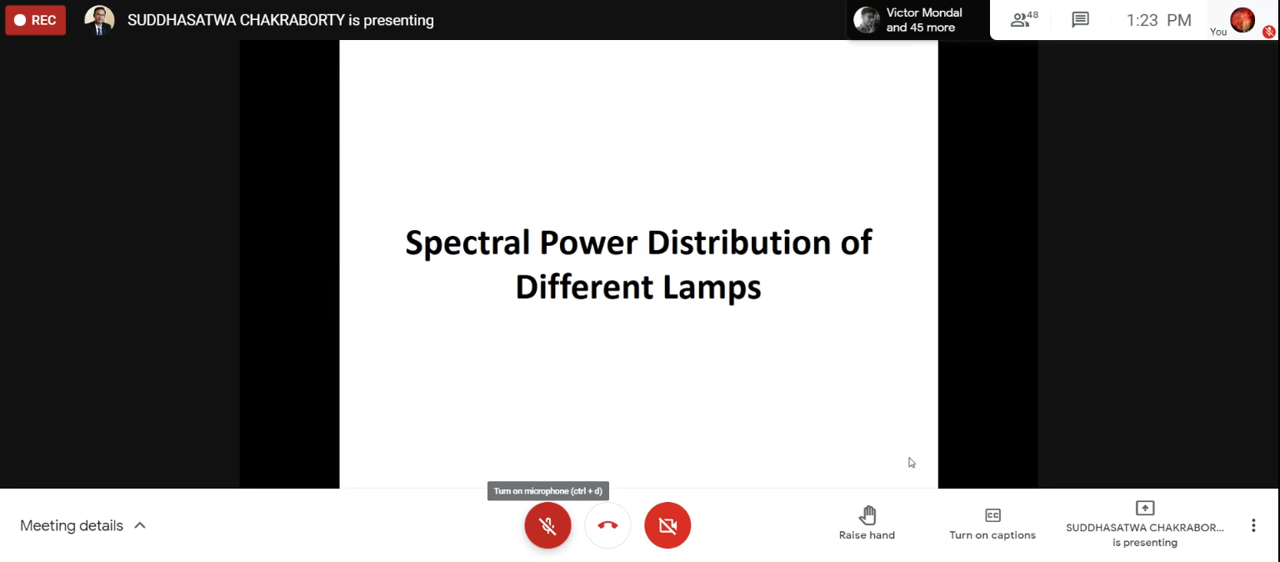 REC
SUDDHASATWA CHAKRABORTY is presenting
Victor Mondal
and 45 more
48
1:23 PM
You
Spectral Power Distribution of
Different Lamps
Turn on microphone (ctrl + d)
Meeting details
Raise hand
CC
Turn on captions
SUDDHASATWA CHAKRABOR...
is presenting